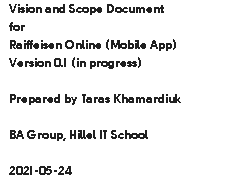 Vision and Scope Document
for
Raiffeisen Online (Mobile App)
Version 0.1 (in progress)
Prepared by Taras Khamardiuk
BA Group, Hillel IT School
2021-05-24